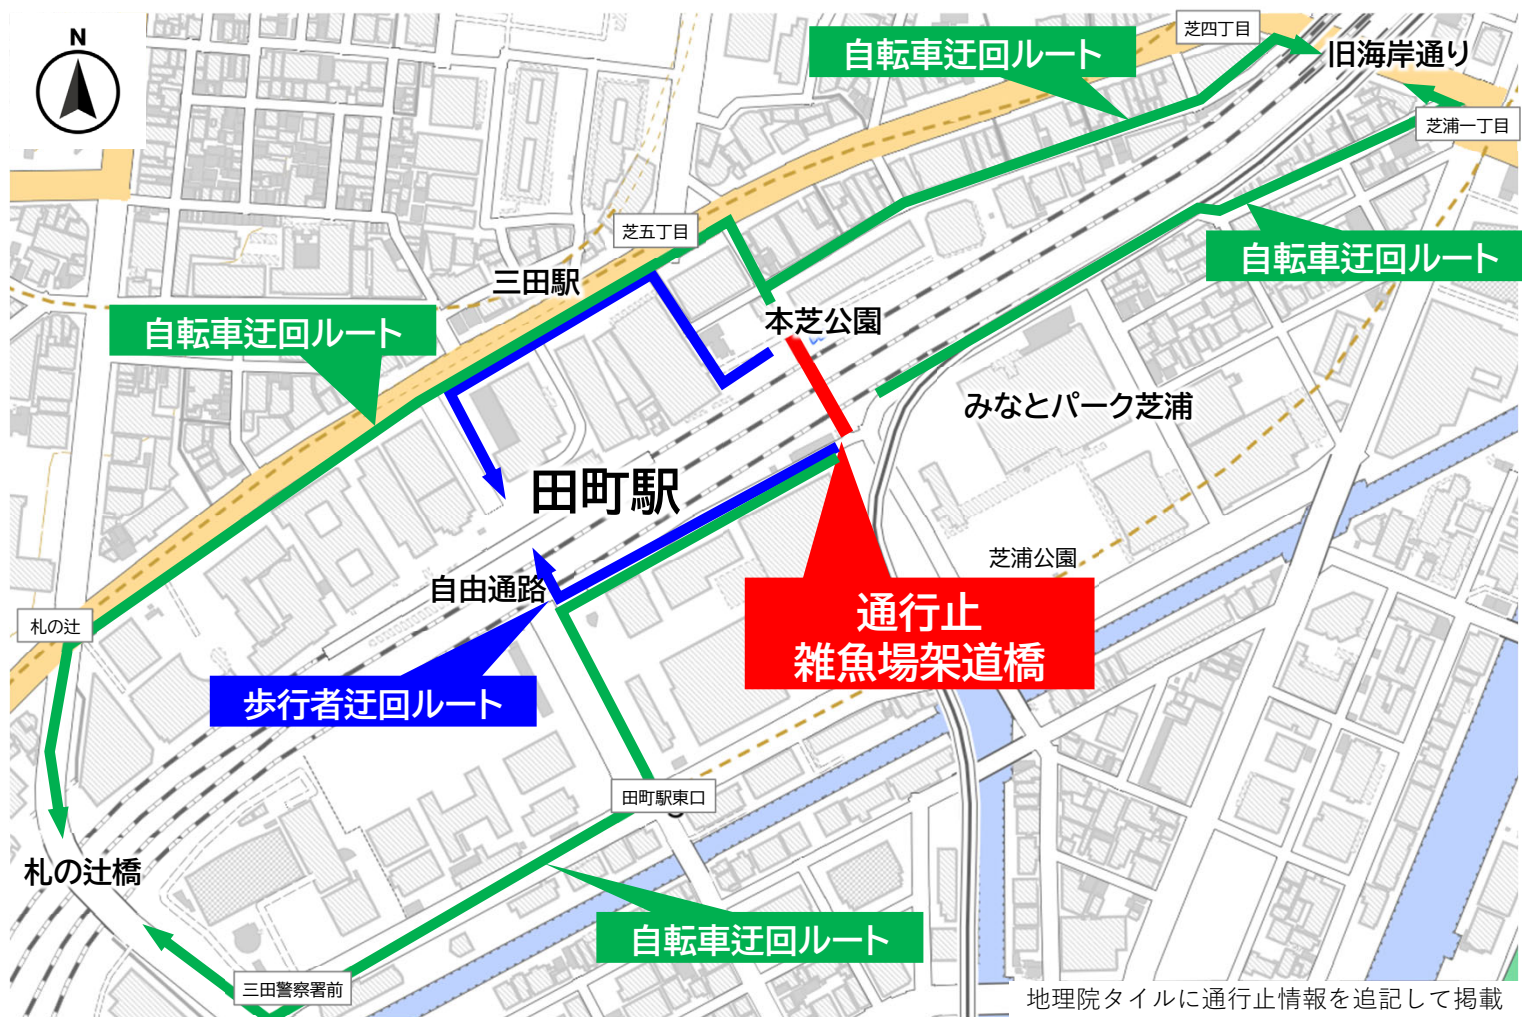 N
芝四丁目
旧海岸通り
自転車迂回ルート
芝浦一丁目
芝五丁目
自転車迂回ルート
三田駅
本芝公園
自転車迂回ルート
みなとパーク芝浦
田町駅
芝浦公園
自由通路
札の辻
通行止
雑魚場架道橋
歩行者迂回ルート
田町駅東口
札の辻橋
自転車迂回ルート
三田警察署前
地理院タイルに通行止情報を追記して掲載